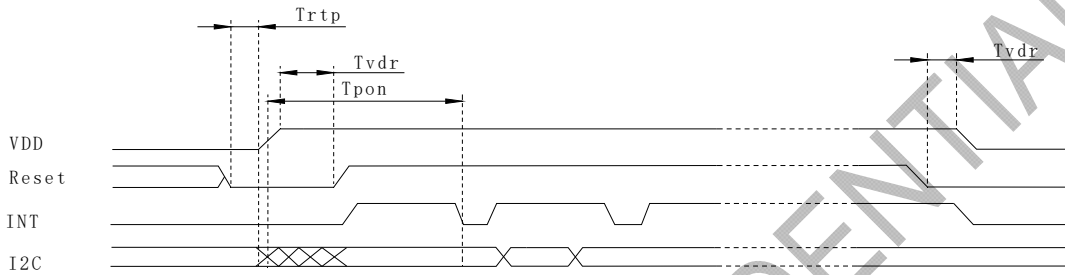 Trtp
Tvdr
Tvdr
Tpon
VDD
Reset
INT
I2C